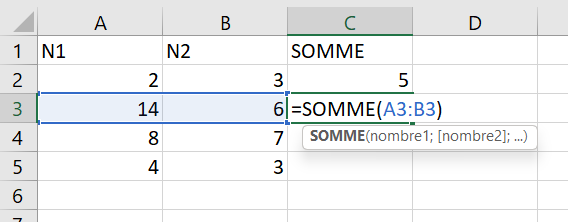 A B C D
1 N1 N2 SOMME
2 2 3 5
3 14 6 =SOMME(A3:B3)
SOMME(nombre1; [nombre2]; ...)
4 8 7
5 4 3
6
7